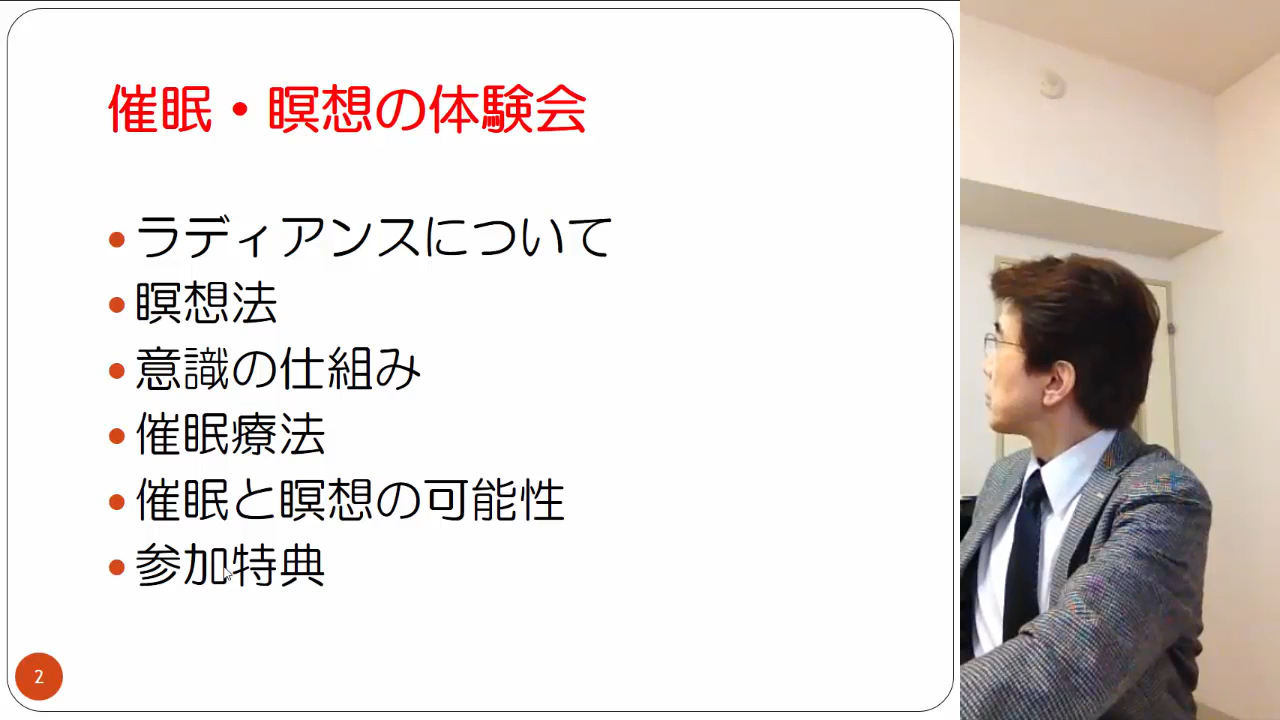 催眠・瞑想の体験会
•ラディアンスについて
•瞑想法
•意識の仕組み
•催眠療法
•催眠と瞑想の可能性
•参加特典
2